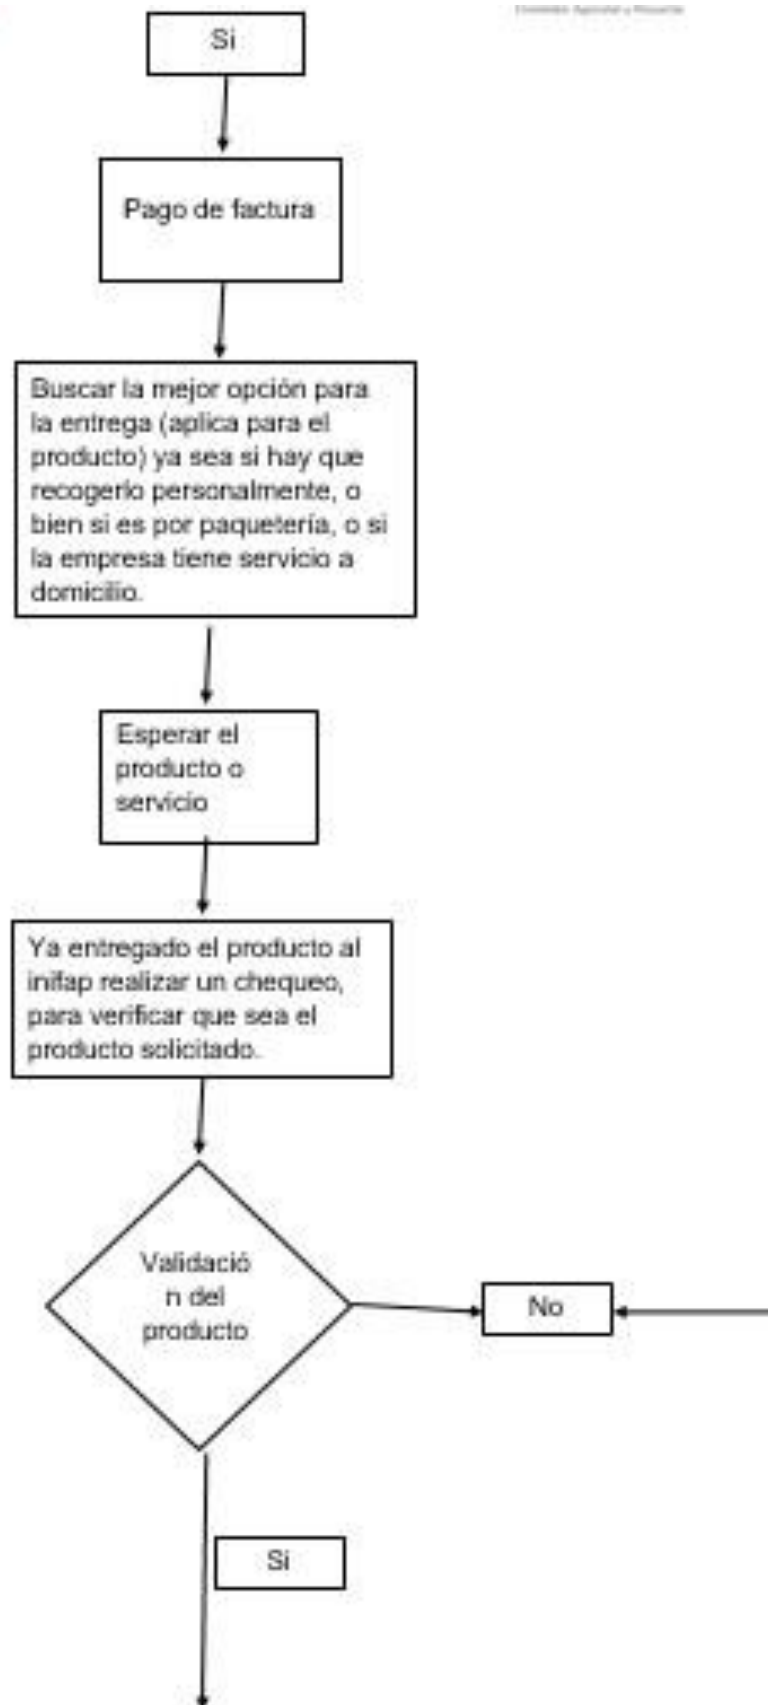 Si
Pago de factura
Buscar la mejor opción para
la entrega (aplica para el
producto) ya sea si hay que
recogerlo personalmente, o
bien si es por paquetería, o si
la empresa tiene servicio a
domicilio.
Esperar el
producto o
servicio
Ya entregado el producto al
inifap realizar un chequeo,
para verificar que sea el
producto solicitado.
Validació
n del
producto
No
Si